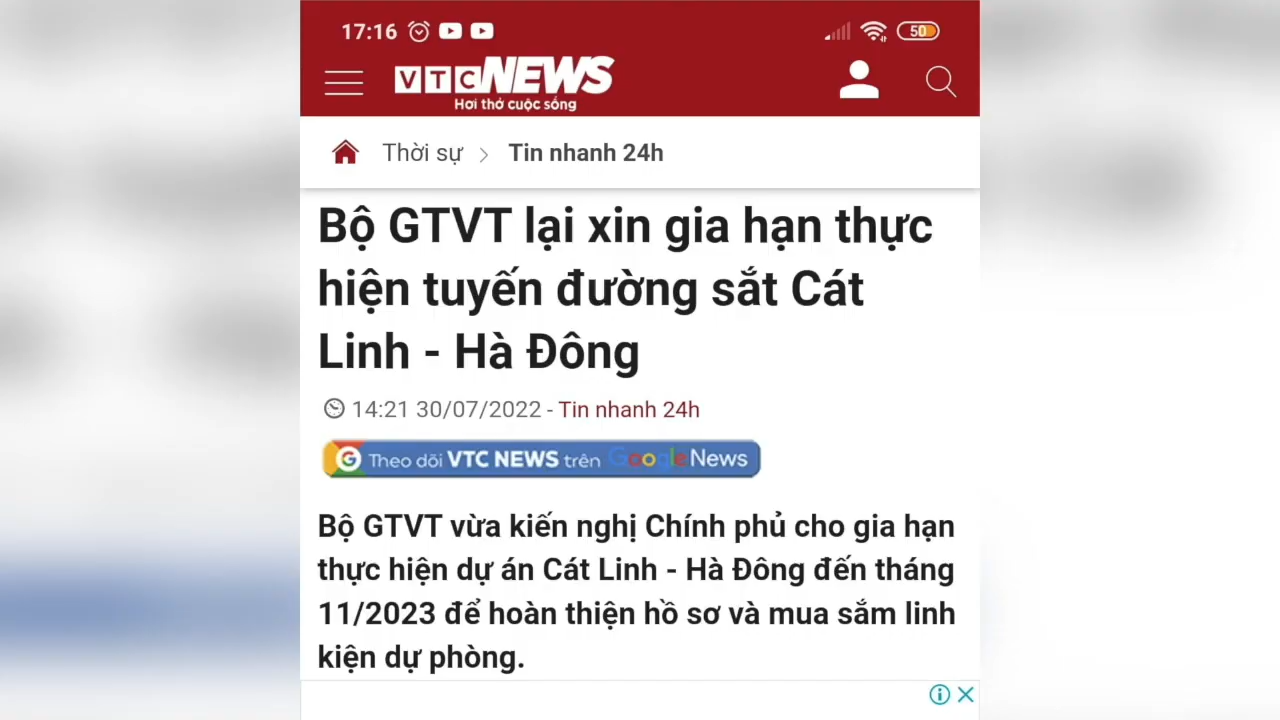 17:16
50
VTC NEWS
Hơi thở cuộc sống
Thời sự > Tin nhanh 24h
Bộ GTVT lại xin gia hạn thực
hiện tuyến đường sắt Cát
Linh - Hà Đông
14:21 30/07/2022 - Tin nhanh 24h
G Theo dõi VTC NEWS trên Google News
Bộ GTVT vừa kiến nghị Chính phủ cho gia hạn
thực hiện dự án Cát Linh - Hà Đông đến tháng
11/2023 để hoàn thiện hồ sơ và mua sắm linh
kiện dự phòng.